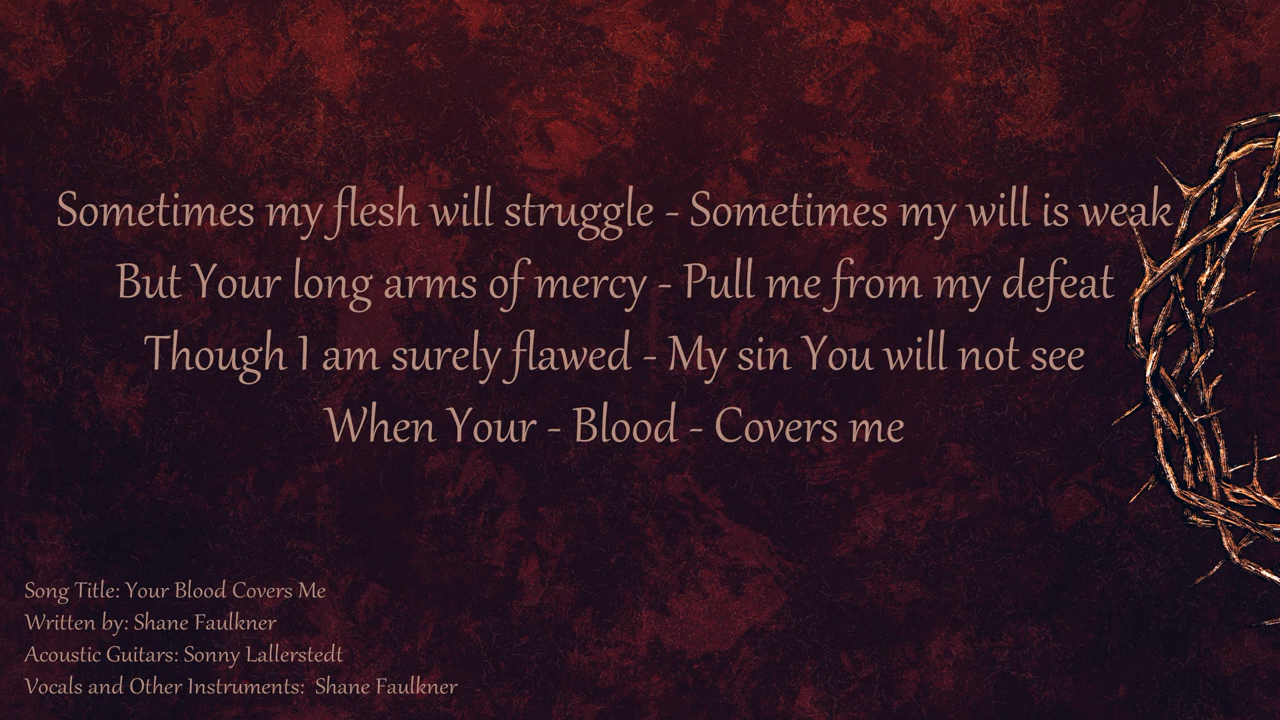 Sometimes my flesh will struggle - Sometimes my will is weak
But Your long arms of mercy - Pull me from my defeat
Though I am surely flawed - My sin You will not see
When Your - Blood - Covers me
Song Title: Your Blood Covers Me
Written by: Shane Faulkner
Acoustic Guitars: Sonny Lallerstedt
Vocals and Other Instruments:  Shane Faulkner